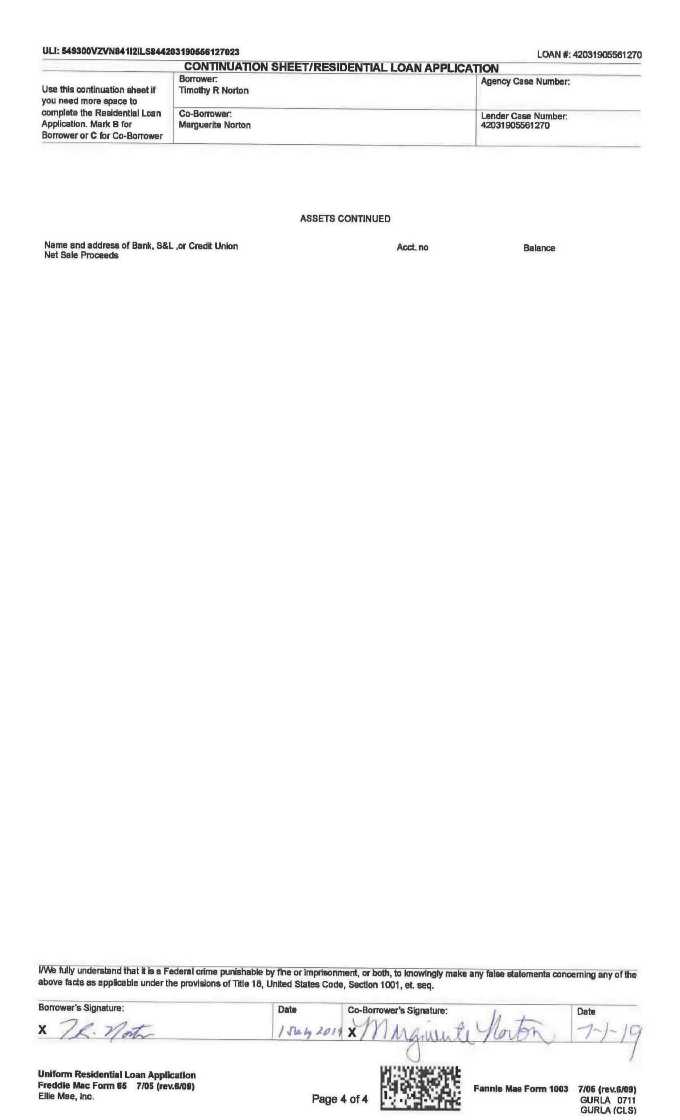 ULI: 549300VZVN841I2ILS844203190556127023
LOAN #: 42031905561270
CONTINUATION SHEET/RESIDENTIAL LOAN APPLICATION
Use this continuation sheet if
you need more space to
complete the Residential Loan
Application. Mark B for
Borrower or C for Co-Borrower
Borrower:
Timothy R Norton
Agency Case Number:
Co-Borrower:
Marguerite Norton
Lender Case Number:
42031905561270
ASSETS CONTINUED
Name and address of Bank, S&L ,or Credit Union
Acct. no
Balance
Net Sale Proceeds
I/We fully understand that it is a Federal crime punishable by fine or imprisonment, or both, to knowingly make any false statements concerning any of the
above facts as applicable under the provisions of Title 18, United States Code, Section 1001, et. seq.
Borrower's Signature:
X T.R. Norton
Date
1 July 2019
Co-Borrower's Signature:
X Marguerite Norton
Date
7-1-19
Uniform Residential Loan Application
Freddie Mac Form 65 7/05 (rev.6/09)
Ellie Mae, Inc.
Page 4 of 4
Fannie Mae Form 1003 7/05 (rev.6/09)
GURLA 0711
GURLA (CLS)